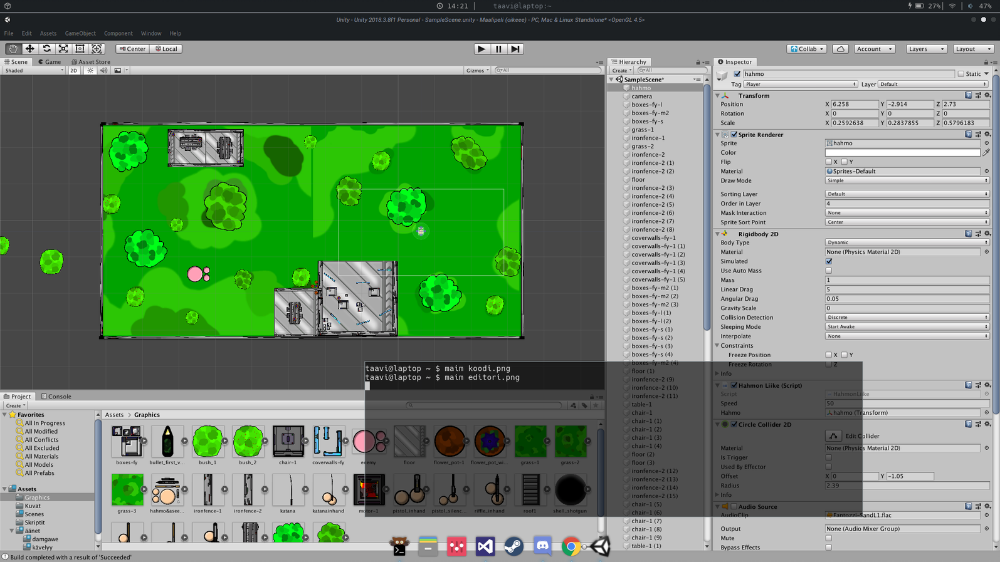 14:21
taavi@laptop:~
27%
47%
Unity - Unity 2018.3.8f1 Personal - SampleScene.unity - Maalipeli (oikeee) - PC, Mac & Linux Standalone* <OpenGL 4.5>
File Edit Assets GameObject Component Window Help
Center Local
Collab Account Layers Layout
Scene Game Asset Store
Shaded 2D Gizmos All
Hierarchy
Create All
SampleScene*
hahmo
camera
boxes-fy-l
boxes-fy-m2
boxes-fy-s
grass-1
ironfence-1
grass-2
ironfence-2
ironfence-2 (1)
ironfence-2 (2)
floor
ironfence-2 (3)
ironfence-2 (4)
ironfence-2 (5)
ironfence-2 (6)
ironfence-2 (7)
ironfence-2 (8)
coverwalls-fy-1
coverwalls-fy-1 (1)
coverwalls-fy-1 (2)
coverwalls-fy-1 (3)
coverwalls-fy-1 (4)
coverwalls-fy-1 (5)
boxes-fy-m2 (1)
boxes-fy-m2 (2)
boxes-fy-m2 (3)
boxes-fy-l (1)
boxes-fy-l (2)
boxes-fy-s (1)
boxes-fy-s (2)
boxes-fy-s (3)
boxes-fy-s (4)
boxes-fy-m2 (4)
floor (1)
ironfence-2 (9)
ironfence-2 (10)
ironfence-2 (11)
table-1
chair-1
chair-1 (1)
chair-1 (2)
chair-1 (3)
chair-1 (4)
floor (2)
floor (3)
ironfence-2 (12)
ironfence-2 (13)
ironfence-2 (14)
ironfence-2 (15)
chair-1 (5)
chair-1 (6)
chair-1 (7)
chair-1 (8)
chair-1 (9)
table-1 (1)
Inspector
hahmo Static
Tag Player Layer Default
Transform
Position X 6.258 Y -2.914 Z 2.73
Rotation X 0 Y 0 Z 0
Scale X 0.2592638 Y 0.2837855 Z 0.5796183
Sprite Renderer
Sprite hahmo
Color
Flip X Y
Material Sprites-Default
Draw Mode Simple
Sorting Layer Default
Order in Layer 4
Mask Interaction None
Sprite Sort Point Center
Rigidbody 2D
Body Type Dynamic
Material None (Physics Material 2D)
Simulated
Use Auto Mass
Mass 1
Linear Drag 5
Angular Drag 0.05
Gravity Scale 0
Collision Detection Discrete
Sleeping Mode Start Awake
Interpolate None
Constraints
Freeze Position X Y
Freeze Rotation Z
Info
Hahmon Liike (Script)
Script HahmonLiike
Speed 50
Hahmo hahmo (Transform)
Circle Collider 2D
Edit Collider
Material None (Physics Material 2D)
Is Trigger
Used By Effector
Offset X 0 Y -1.05
Radius 2.39
Info
Audio Source
AudioClip Fantozzi-SandL1.flac
Output None (Audio Mixer Group)
Mute
Bypass Effects
taavi@laptop ~ $ maim koodi.png
taavi@laptop ~ $ maim editori.png
Project Console
Create
Favorites
All In Progress
All Modified
All Conflicts
All Excluded
All Materials
All Models
All Prefabs
Assets
Graphics
Kuvat
Scenes
Skriptit
äänet
damgawe
kävelyy
Assets > Graphics
boxes-fy bullet_first_v... bush_1 bush_2 chair-1 coverwalls-fy enemy floor flower_pot-1 flower_pot_wi... grass-1 grass-2
grass-3 hahmo&asee... ironfence-1 ironfence-2 katana katanainhand motor-1 pistol_inhand pistol_silenc... riffle_inhand roof1 shell_shotgun
Build completed with a result of 'Succeeded'